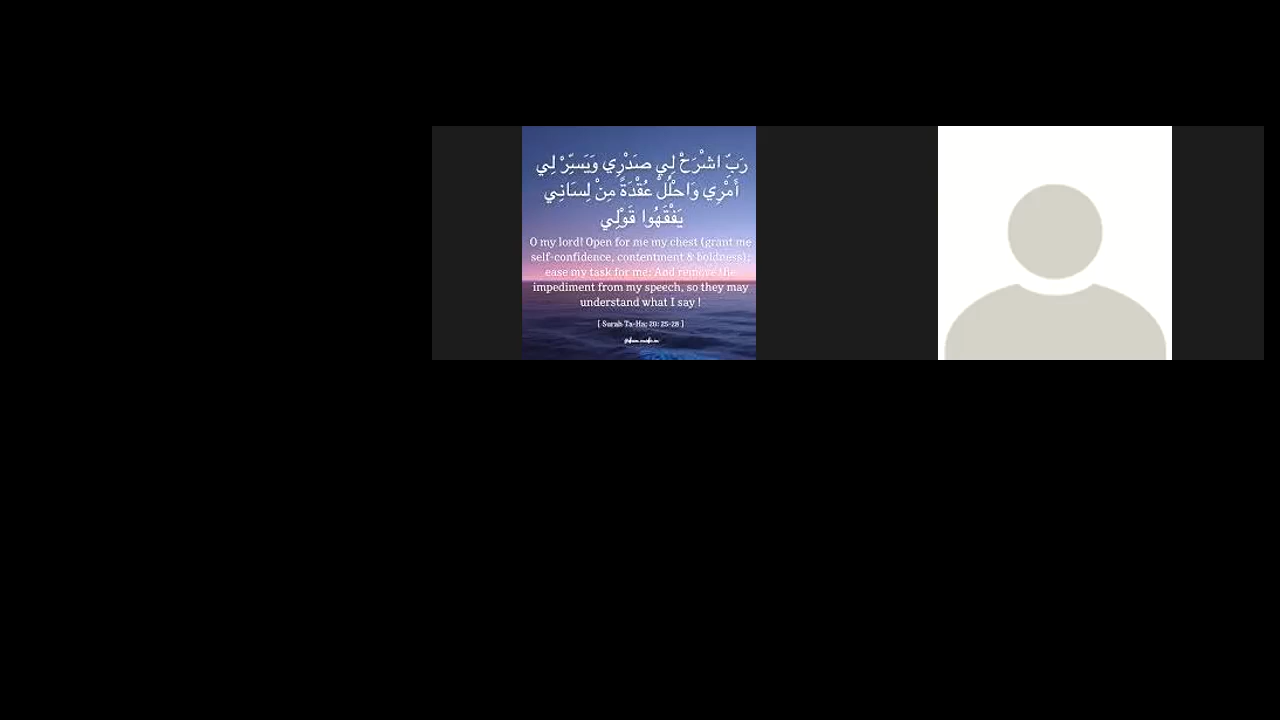 رَبِّ اشْرَحْ لِي صَدْرِي وَيَسِّرْ لِي
أَمْرِي وَاحْلُلْ عُقْدَةً مِنْ لِسَانِي
يَفْقَهُوا قَوْلِي
O my lord! Open for me my chest (grant me
self-confidence, contentment & boldness);
ease my task for me; And remove the
impediment from my speech, so they may
understand what I say !
[ Surah Ta-Ha; 20: 25-28 ]